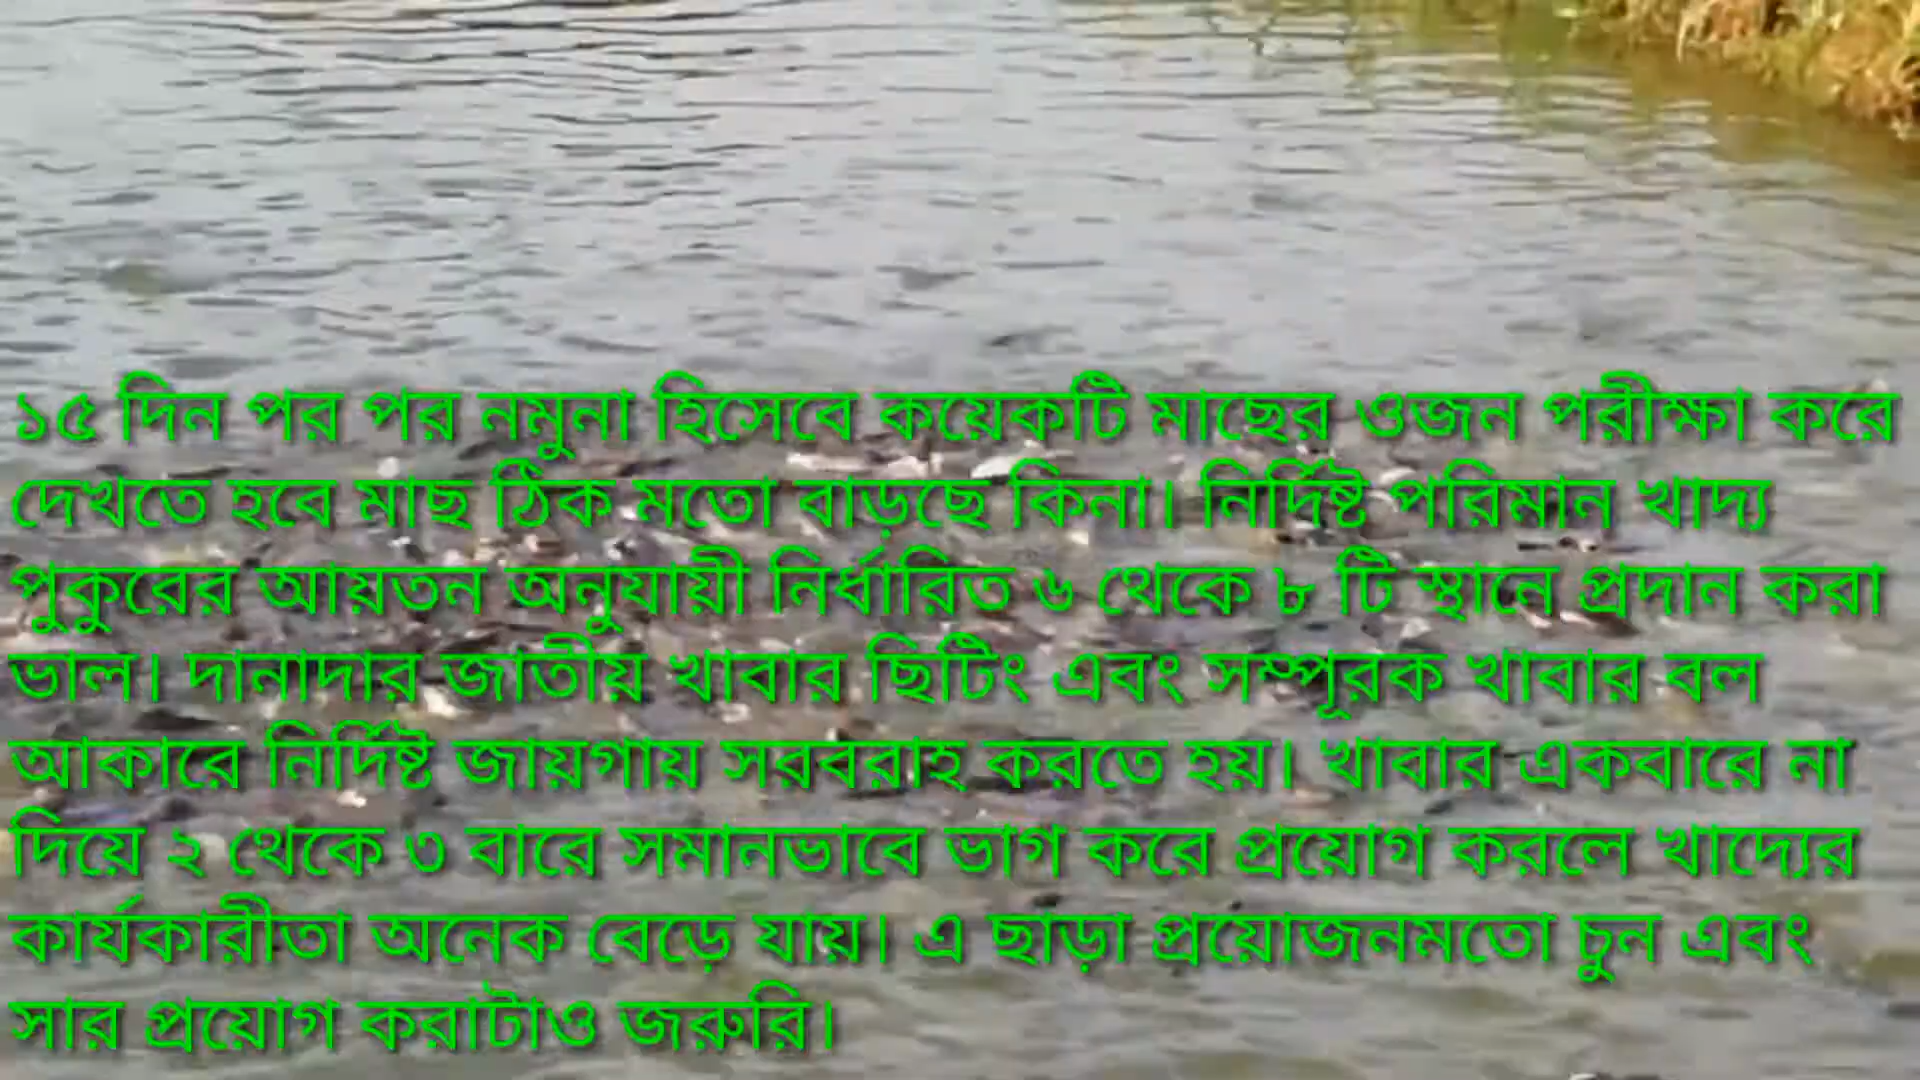 ১৫ দিন পর পর নমুনা হিসেবে কয়েকটি মাছের ওজন পরীক্ষা করে
দেখতে হবে মাছ ঠিক মতো বাড়ছে কিনা। নির্দিষ্ট পরিমান খাদ্য
পুকুরের আয়তন অনুযায়ী নির্ধারিত ৬ থেকে ৮ টি স্থানে প্রদান করা
ভাল। দানাদার জাতীয় খাবার ছিটিং এবং সম্পূরক খাবার বল
আকারে নির্দিষ্ট জায়গায় সরবরাহ করতে হয়। খাবার একবারে না
দিয়ে ২ থেকে ৩ বারে সমানভাবে ভাগ করে প্রয়োগ করলে খাদ্যের
কার্যকারীতা অনেক বেড়ে যায়। এ ছাড়া প্রয়োজনমতো চুন এবং
সার প্রয়োগ করাটাও জরুরি।